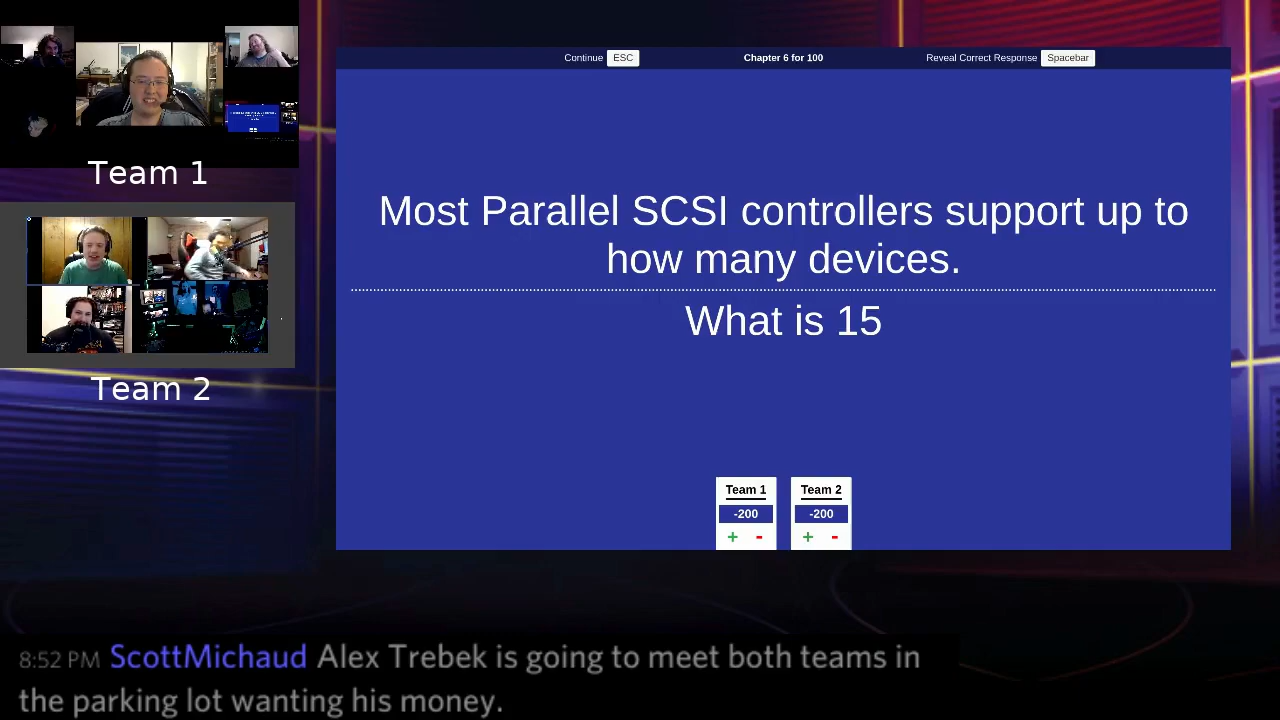 Continue ESC Chapter 6 for 100 Reveal Correct Response Spacebar
Team 1
Team 2
Most Parallel SCSI controllers support up to
how many devices.
What is 15
Team 1 Team 2
-200 -200
+ - + -
8:52 PM ScottMichaud Alex Trebek is going to meet both teams in
the parking lot wanting his money.